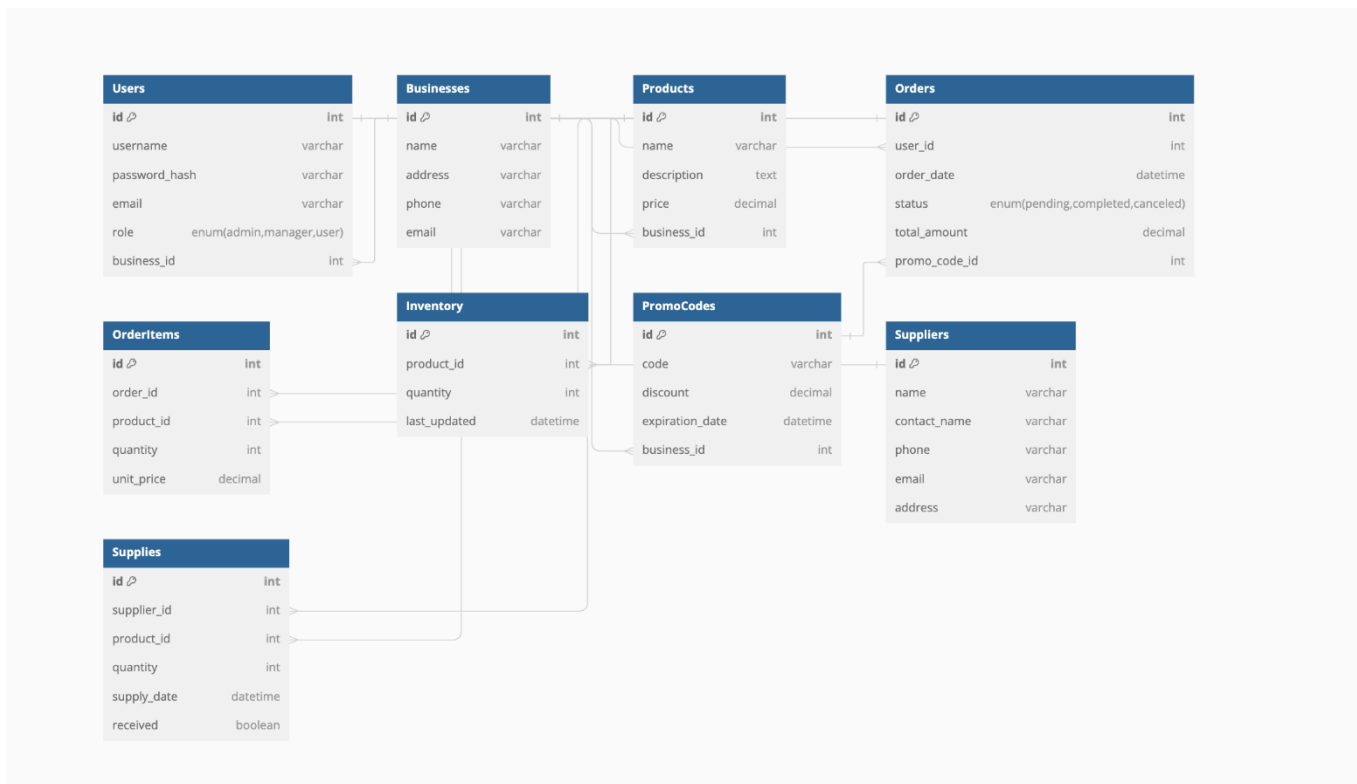 Users
id int
username varchar
password_hash varchar
email varchar
role enum(admin,manager,user)
business_id int
Businesses
id int
name varchar
address varchar
phone varchar
email varchar
Products
id int
name varchar
description text
price decimal
business_id int
Orders
id int
user_id int
order_date datetime
status enum(pending,completed,canceled)
total_amount decimal
promo_code_id int
OrderItems
id int
order_id int
product_id int
quantity int
unit_price decimal
Inventory
id int
product_id int
quantity int
last_updated datetime
PromoCodes
id int
code varchar
discount decimal
expiration_date datetime
business_id int
Suppliers
id int
name varchar
contact_name varchar
phone varchar
email varchar
address varchar
Supplies
id int
supplier_id int
product_id int
quantity int
supply_date datetime
received boolean